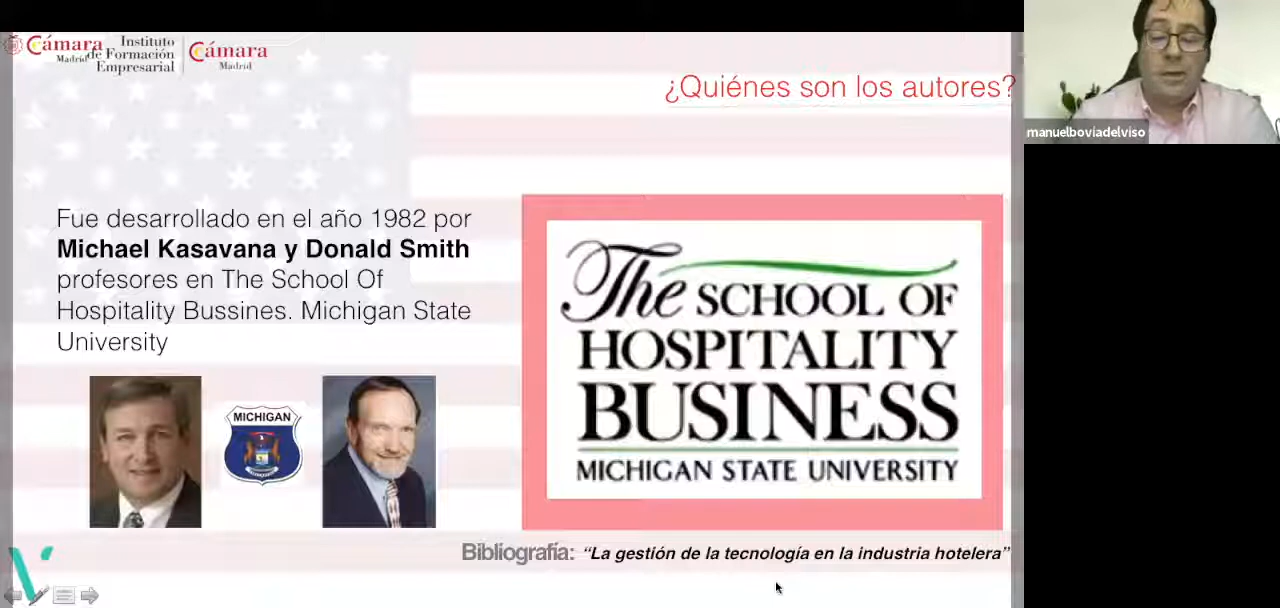 Cámara
Madrid
Instituto
de Formación
Empresarial
Cámara
Madrid
¿Quiénes son los autores?
manuelboviadelviso
Fue desarrollado en el año 1982 por
Michael Kasavana y Donald Smith
profesores en The School Of
Hospitality Bussines. Michigan State
University
MICHIGAN
The SCHOOL OF
HOSPITALITY
BUSINESS
MICHIGAN STATE UNIVERSITY
Bibliografía: “La gestión de la tecnología en la industria hotelera”